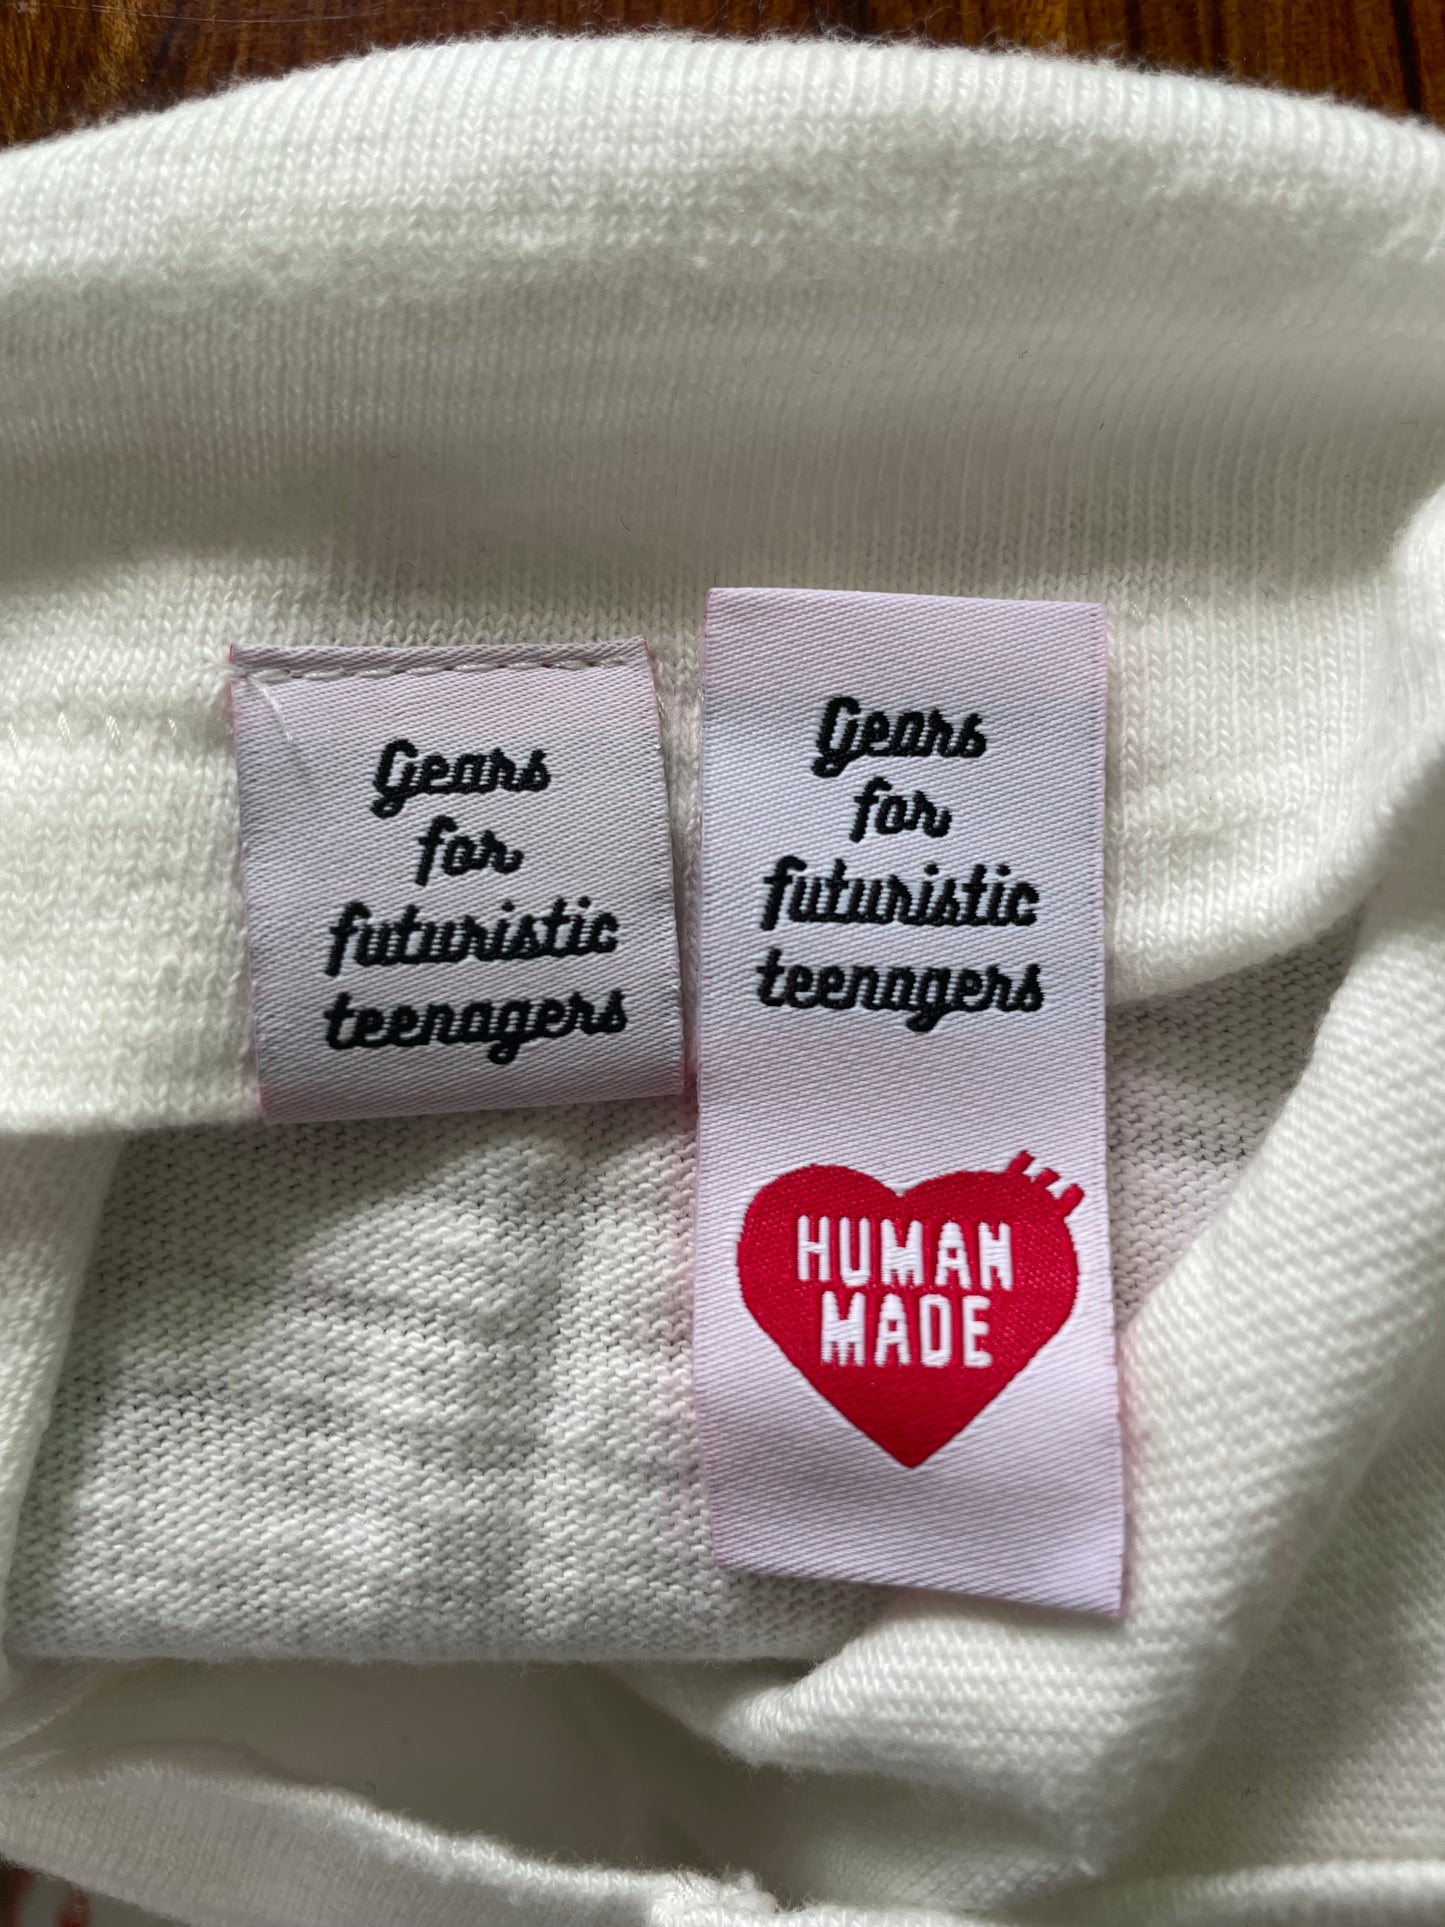 Gears
for
futuristic
teenagers
Gears
for
futuristic
teenagers
HUMAN
MADE